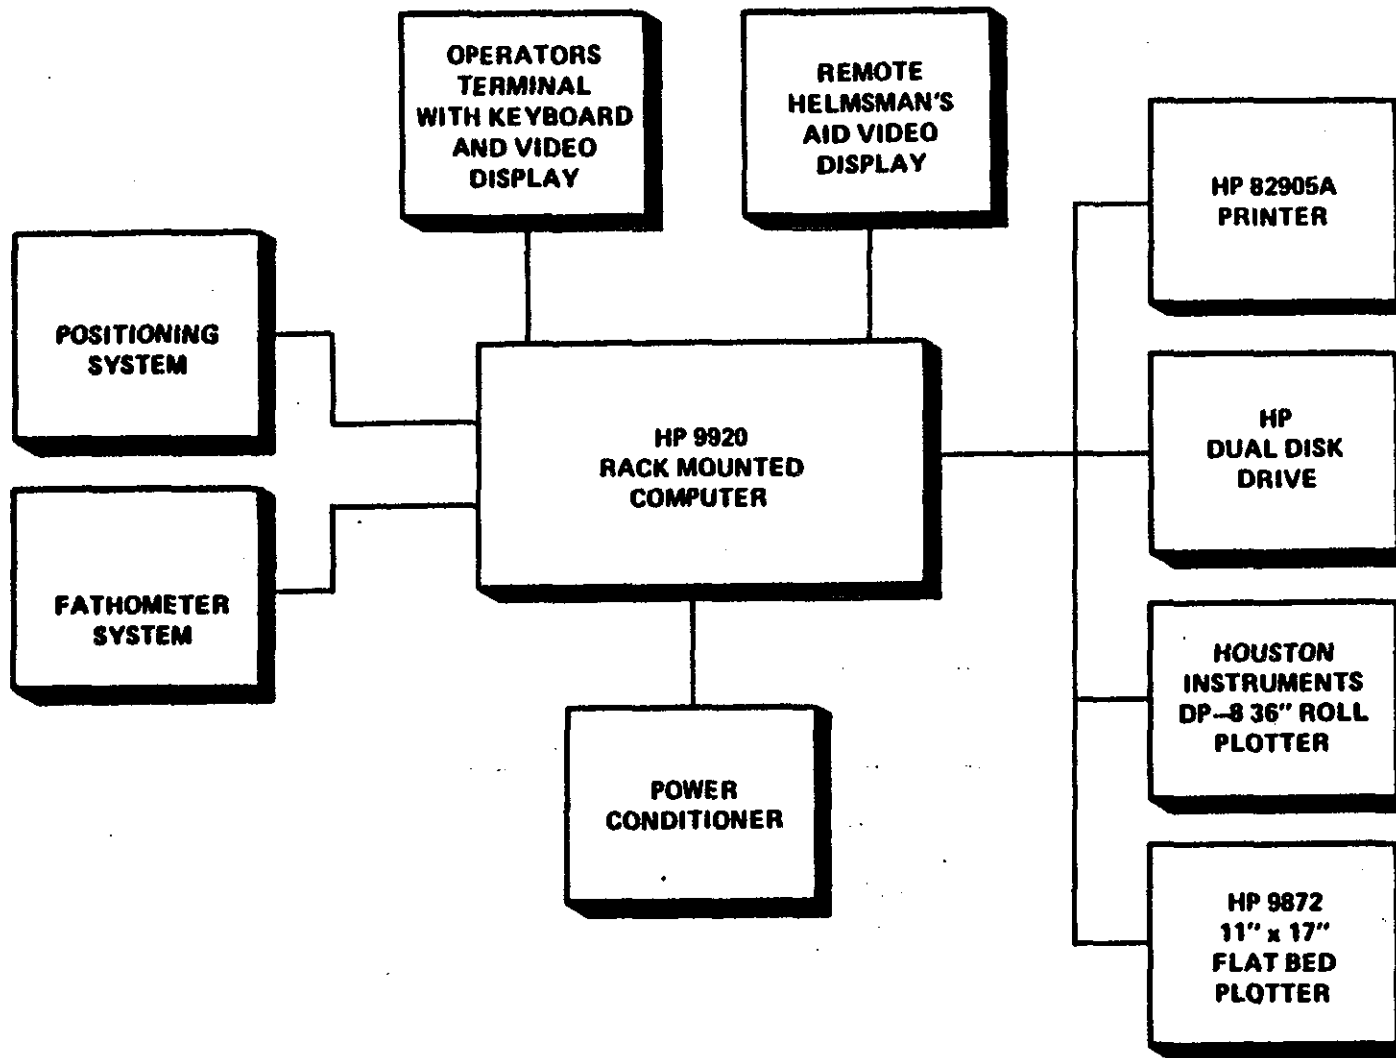 OPERATORS
TERMINAL
WITH KEYBOARD
AND VIDEO
DISPLAY
REMOTE
HELMSMAN'S
AID VIDEO
DISPLAY
HP 82905A
PRINTER
POSITIONING
SYSTEM
HP 9920
RACK MOUNTED
COMPUTER
HP
DUAL DISK
DRIVE
FATHOMETER
SYSTEM
HOUSTON
INSTRUMENTS
DP-8 36" ROLL
PLOTTER
POWER
CONDITIONER
HP 9872
11" x 17"
FLAT BED
PLOTTER